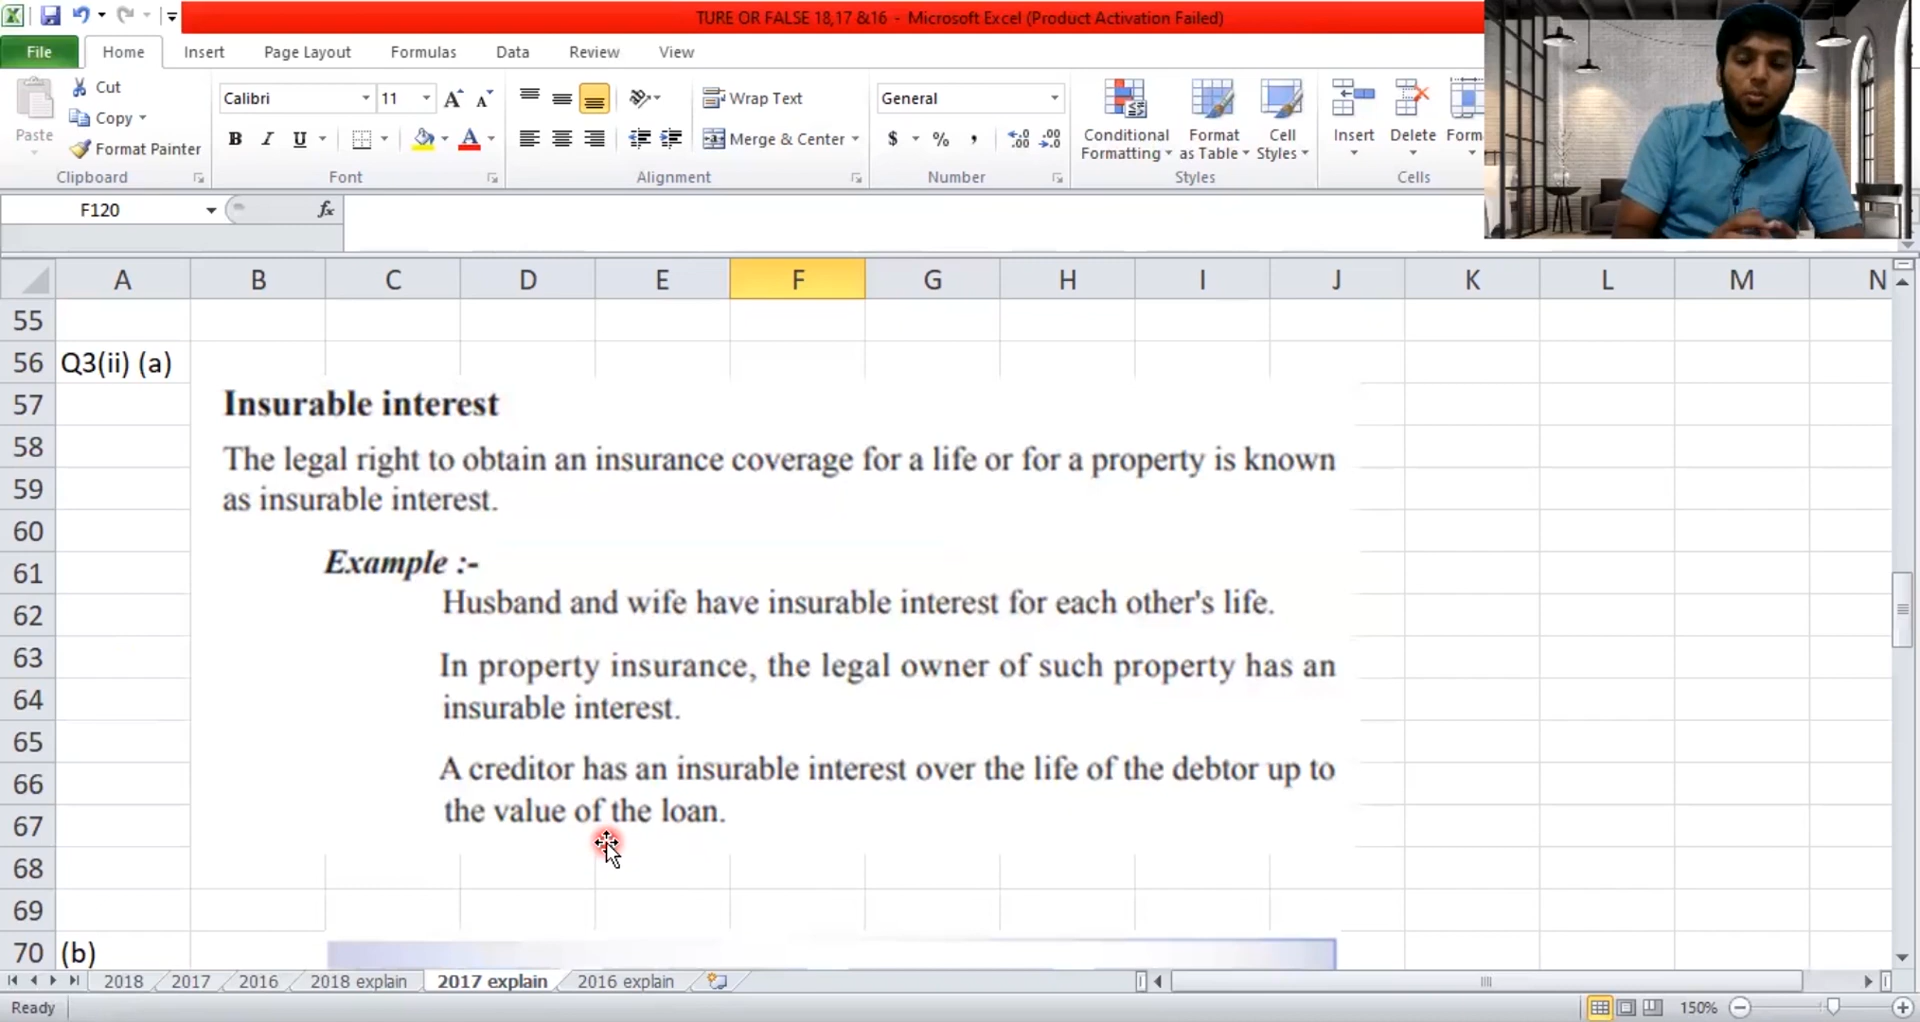 TURE OR FALSE 18,17 &16 - Microsoft Excel (Product Activation Failed)
File Home Insert Page Layout Formulas Data Review View
Cut
Copy
Format Painter
Paste
Clipboard
Calibri 11
B I U
Font
Wrap Text
Merge & Center
Alignment
General
$ % ,
Number
Conditional Formatting
Format as Table
Cell Styles
Styles
Insert Delete Form
Cells
F120 fx
A B C D E F G H I J K L M N
55
56 Q3(ii) (a)
57 Insurable interest
58 The legal right to obtain an insurance coverage for a life or for a property is known
59 as insurable interest.
60
61 Example :-
62 Husband and wife have insurable interest for each other's life.
63 In property insurance, the legal owner of such property has an
64 insurable interest.
65
66 A creditor has an insurable interest over the life of the debtor up to
67 the value of the loan.
68
69
70 (b)
2018 2017 2016 2018 explain 2017 explain 2016 explain
Ready 150%